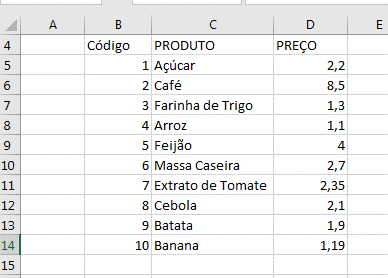 A B C D E
4 Código PRODUTO PREÇO
5 1 Açúcar 2,2
6 2 Café 8,5
7 3 Farinha de Trigo 1,3
8 4 Arroz 1,1
9 5 Feijão 4
10 6 Massa Caseira 2,7
11 7 Extrato de Tomate 2,35
12 8 Cebola 2,1
13 9 Batata 1,9
14 10 Banana 1,19
15